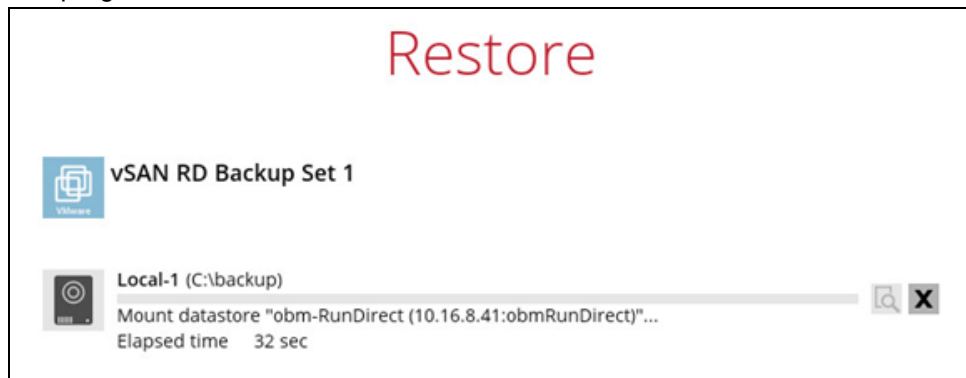 Restore
vSAN RD Backup Set 1
VMware
Local-1 (C:\backup)
Mount datastore "obm-RunDirect (10.16.8.41:obmRunDirect)"...
Elapsed time 32 sec
X